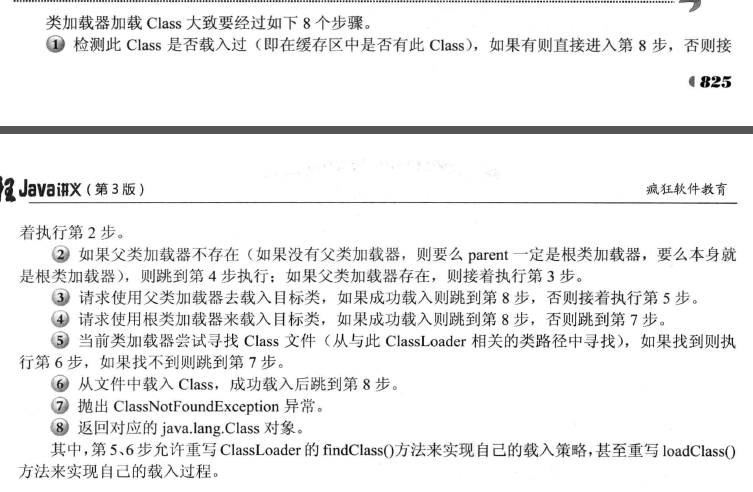 类加载器加载 Class 大致要经过如下 8 个步骤。
① 检测此 Class 是否载入过（即在缓存区中是否有此 Class），如果有则直接进入第 8 步，否则接
825
Java讲义（第 3 版）
疯狂软件教育
着执行第 2 步。
② 如果父类加载器不存在（如果没有父类加载器，则要么 parent 一定是根类加载器，要么本身就
是根类加载器），则跳到第 4 步执行；如果父类加载器存在，则接着执行第 3 步。
③ 请求使用父类加载器去载入目标类，如果成功载入则跳到第 8 步，否则接着执行第 5 步。
④ 请求使用根类加载器来载入目标类，如果成功载入则跳到第 8 步，否则跳到第 7 步。
⑤ 当前类加载器尝试寻找 Class 文件（从与此 ClassLoader 相关的类路径中寻找），如果找到则执
行第 6 步，如果找不到则跳到第 7 步。
⑥ 从文件中载入 Class，成功载入后跳到第 8 步。
⑦ 抛出 ClassNotFoundException 异常。
⑧ 返回对应的 java.lang.Class 对象。
其中，第 5、6 步允许重写 ClassLoader 的 findClass()方法来实现自己的载入策略，甚至重写 loadClass()
方法来实现自己的载入过程。